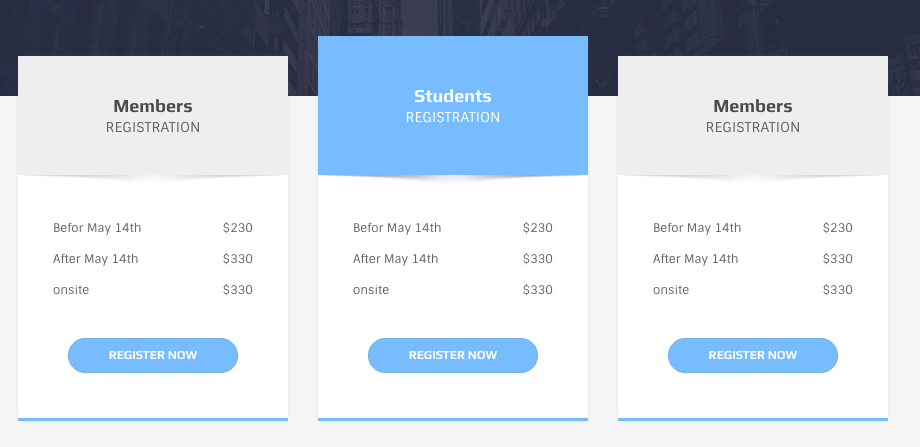 Members
REGISTRATION
Befor May 14th $230
After May 14th $330
onsite $330
REGISTER NOW
Students
REGISTRATION
Befor May 14th $230
After May 14th $330
onsite $330
REGISTER NOW
Members
REGISTRATION
Befor May 14th $230
After May 14th $330
onsite $330
REGISTER NOW